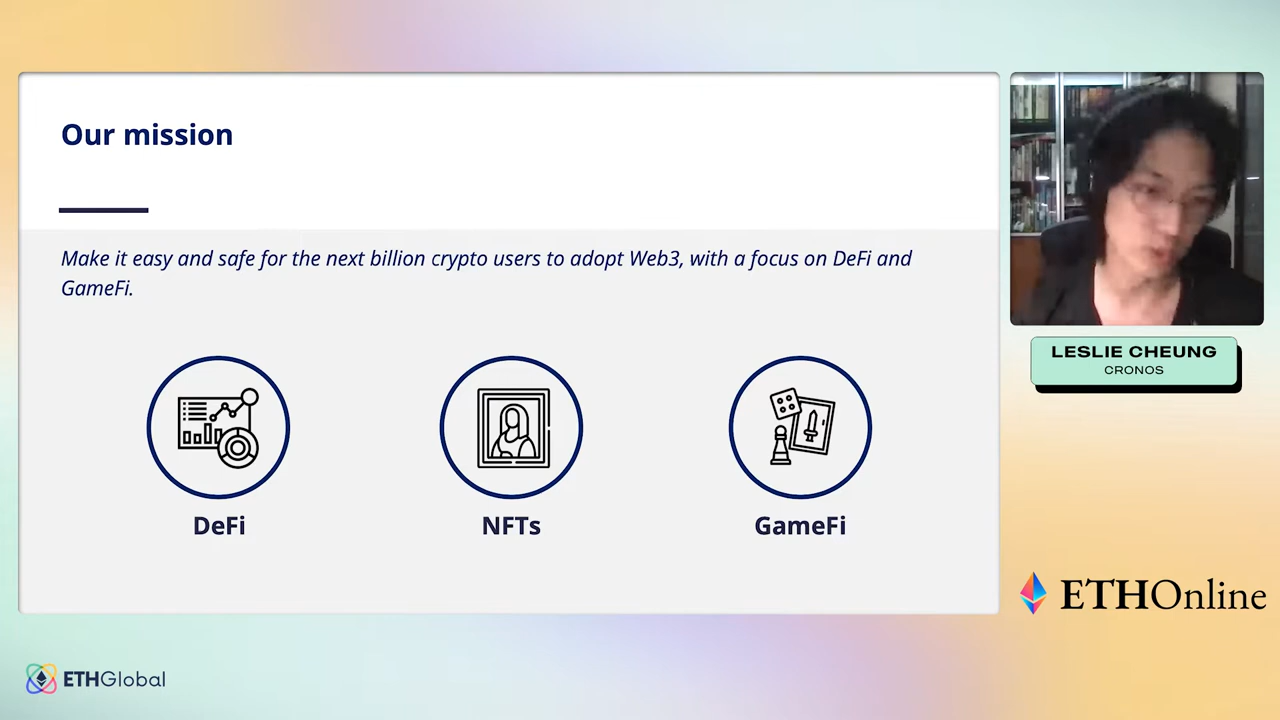 Our mission
Make it easy and safe for the next billion crypto users to adopt Web3, with a focus on DeFi and
GameFi.
DeFi
NFTs
GameFi
LESLIE CHEUNG
CRONOS
ETHOnline
ETHGlobal